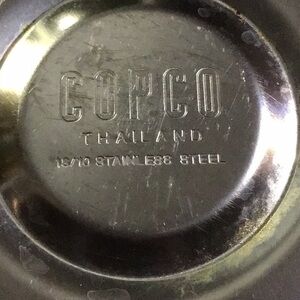 COPCO
THAILAND
18/10 STAINLESS STEEL